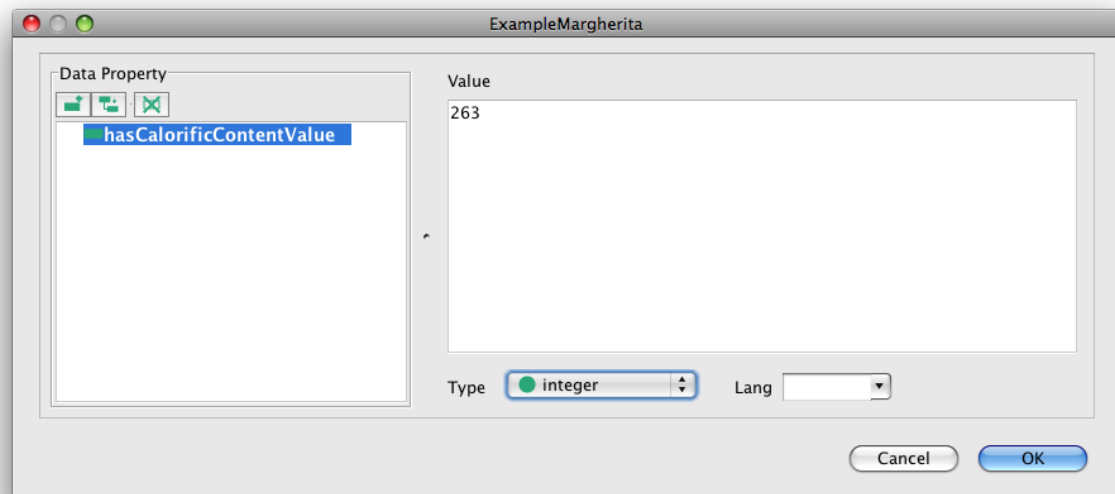 ExampleMargherita
Data Property
hasCalorificContentValue
Value
263
Type integer Lang
Cancel OK